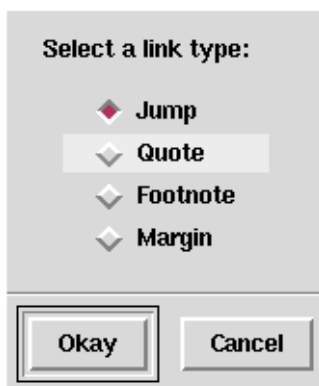 Select a link type:
Jump
Quote
Footnote
Margin
Okay Cancel